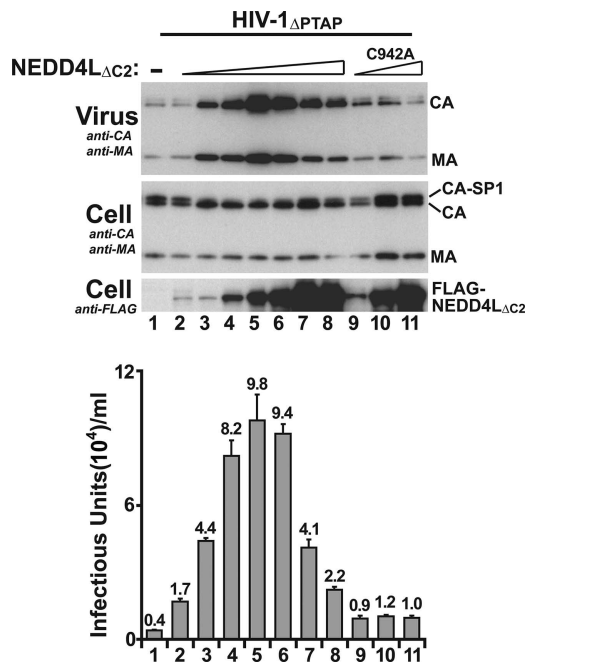 HIV-1ΔPTAP
C942A
NEDD4LΔC2: –
Virus
anti-CA
anti-MA
CA
MA
Cell
anti-CA
anti-MA
CA-SP1
CA
MA
Cell
anti-FLAG
FLAG-
NEDD4LΔC2
1 2 3 4 5 6 7 8 9 10 11
Infectious Units(10⁴)/ml
12
6
0
0.4 1.7 4.4 8.2 9.8 9.4 4.1 2.2 0.9 1.2 1.0
1 2 3 4 5 6 7 8 9 10 11